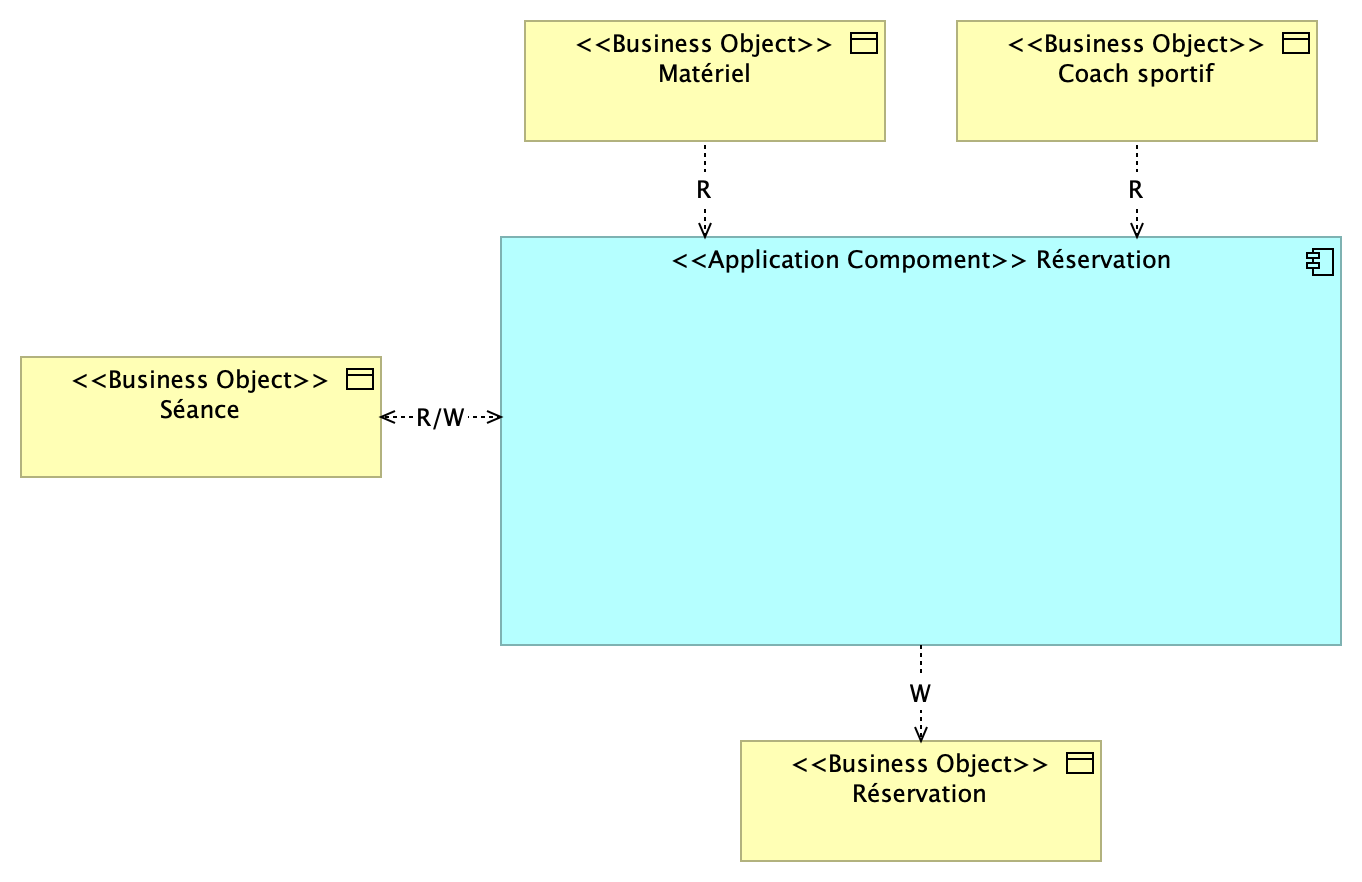 <<Business Object>>
Matériel
<<Business Object>>
Coach sportif
R
R
<<Application Compoment>> Réservation
<<Business Object>>
Séance
R/W
W
<<Business Object>>
Réservation